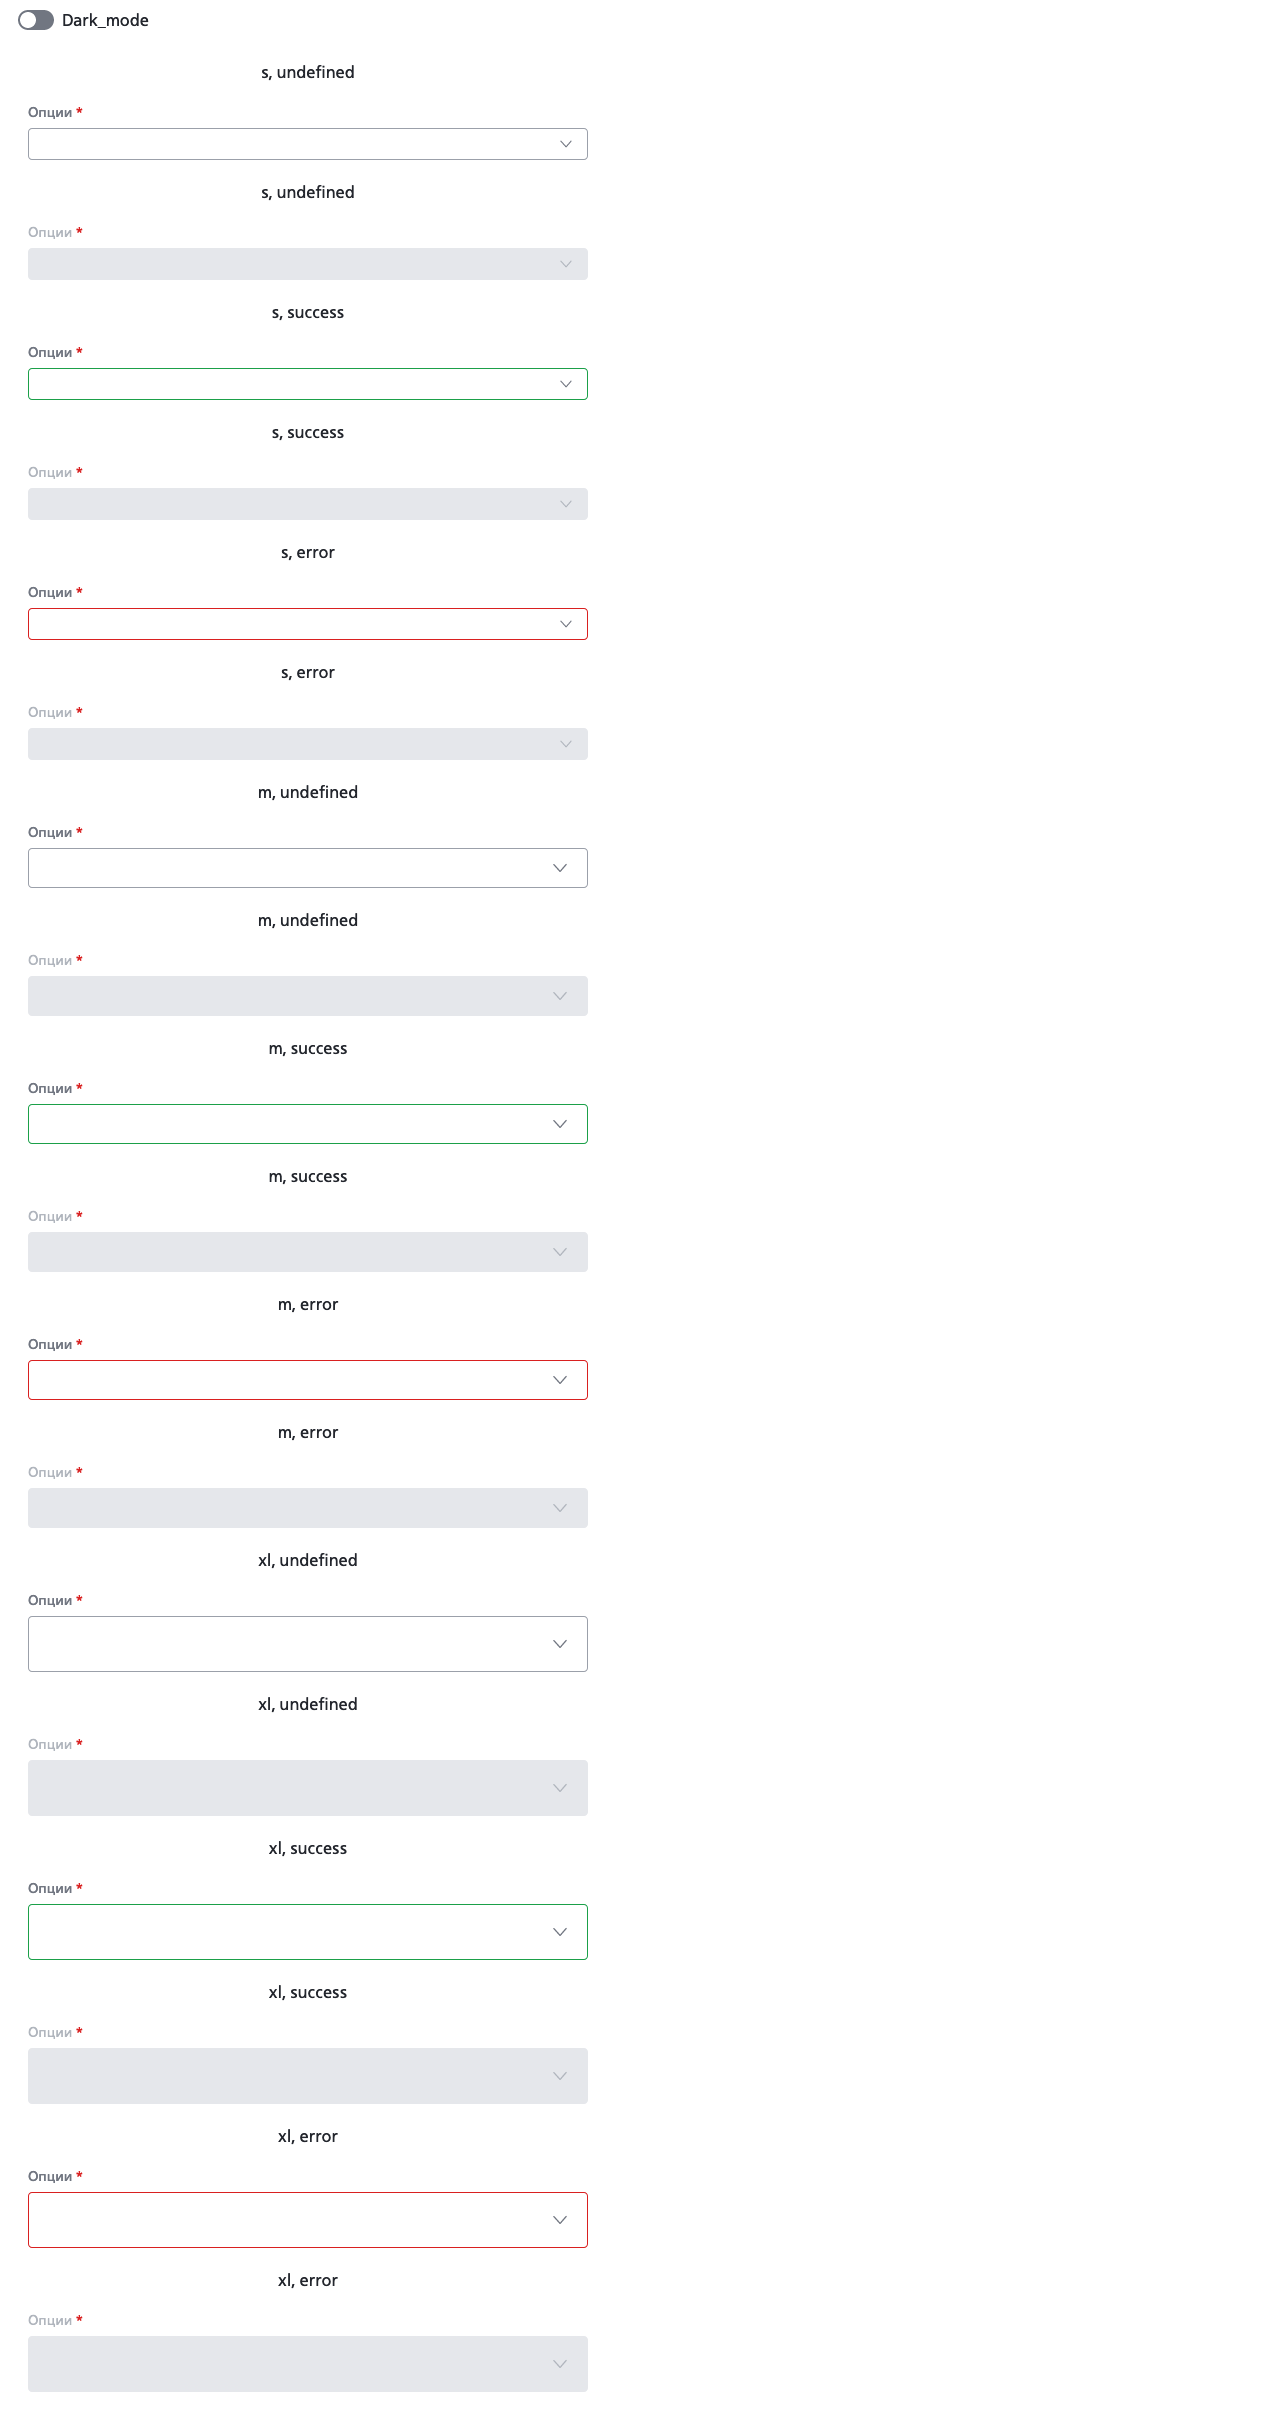 Dark_mode
s, undefined
Опции *
s, undefined
Опции *
s, success
Опции *
s, success
Опции *
s, error
Опции *
s, error
Опции *
m, undefined
Опции *
m, undefined
Опции *
m, success
Опции *
m, success
Опции *
m, error
Опции *
m, error
Опции *
xl, undefined
Опции *
xl, undefined
Опции *
xl, success
Опции *
xl, success
Опции *
xl, error
Опции *
xl, error
Опции *